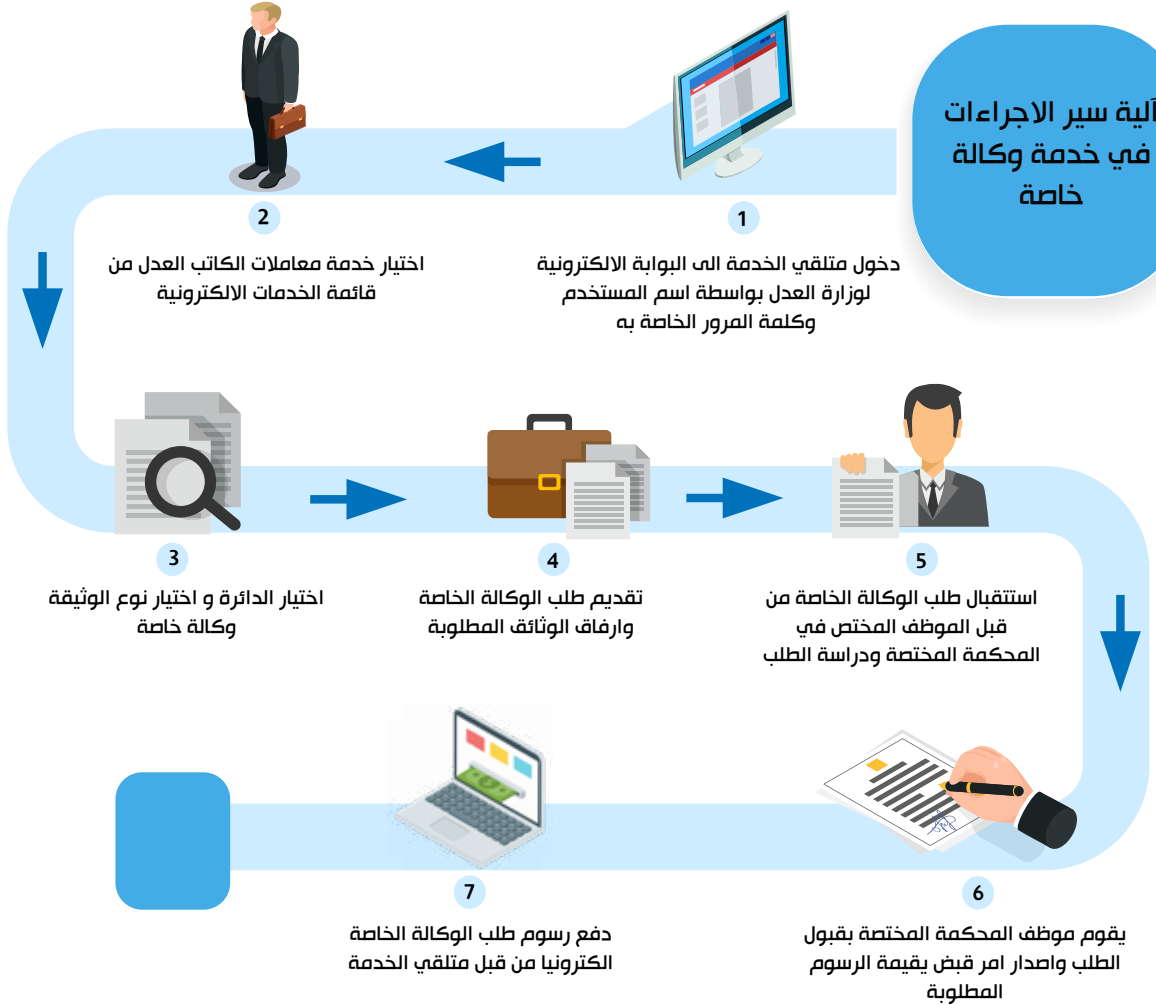 آلية سير الاجراءات
في خدمة وكالة
خاصة
1
دخول متلقي الخدمة الى البوابة الالكترونية
لوزارة العدل بواسطة اسم المستخدم
وكلمة المرور الخاصة به
2
اختيار خدمة معاملات الكاتب العدل من
قائمة الخدمات الالكترونية
3
اختيار الدائرة و اختيار نوع الوثيقة
وكالة خاصة
4
تقديم طلب الوكالة الخاصة
وارفاق الوثائق المطلوبة
5
استتقبال طلب الوكالة الخاصة من
قبل الموظف المختص في
المحكمة المختصة ودراسة الطلب
6
يقوم موظف المحكمة المختصة بقبول
الطلب واصدار امر قبض يقيمة الرسوم
المطلوبة
7
دفع رسوم طلب الوكالة الخاصة
الكترونيا من قبل متلقي الخدمة